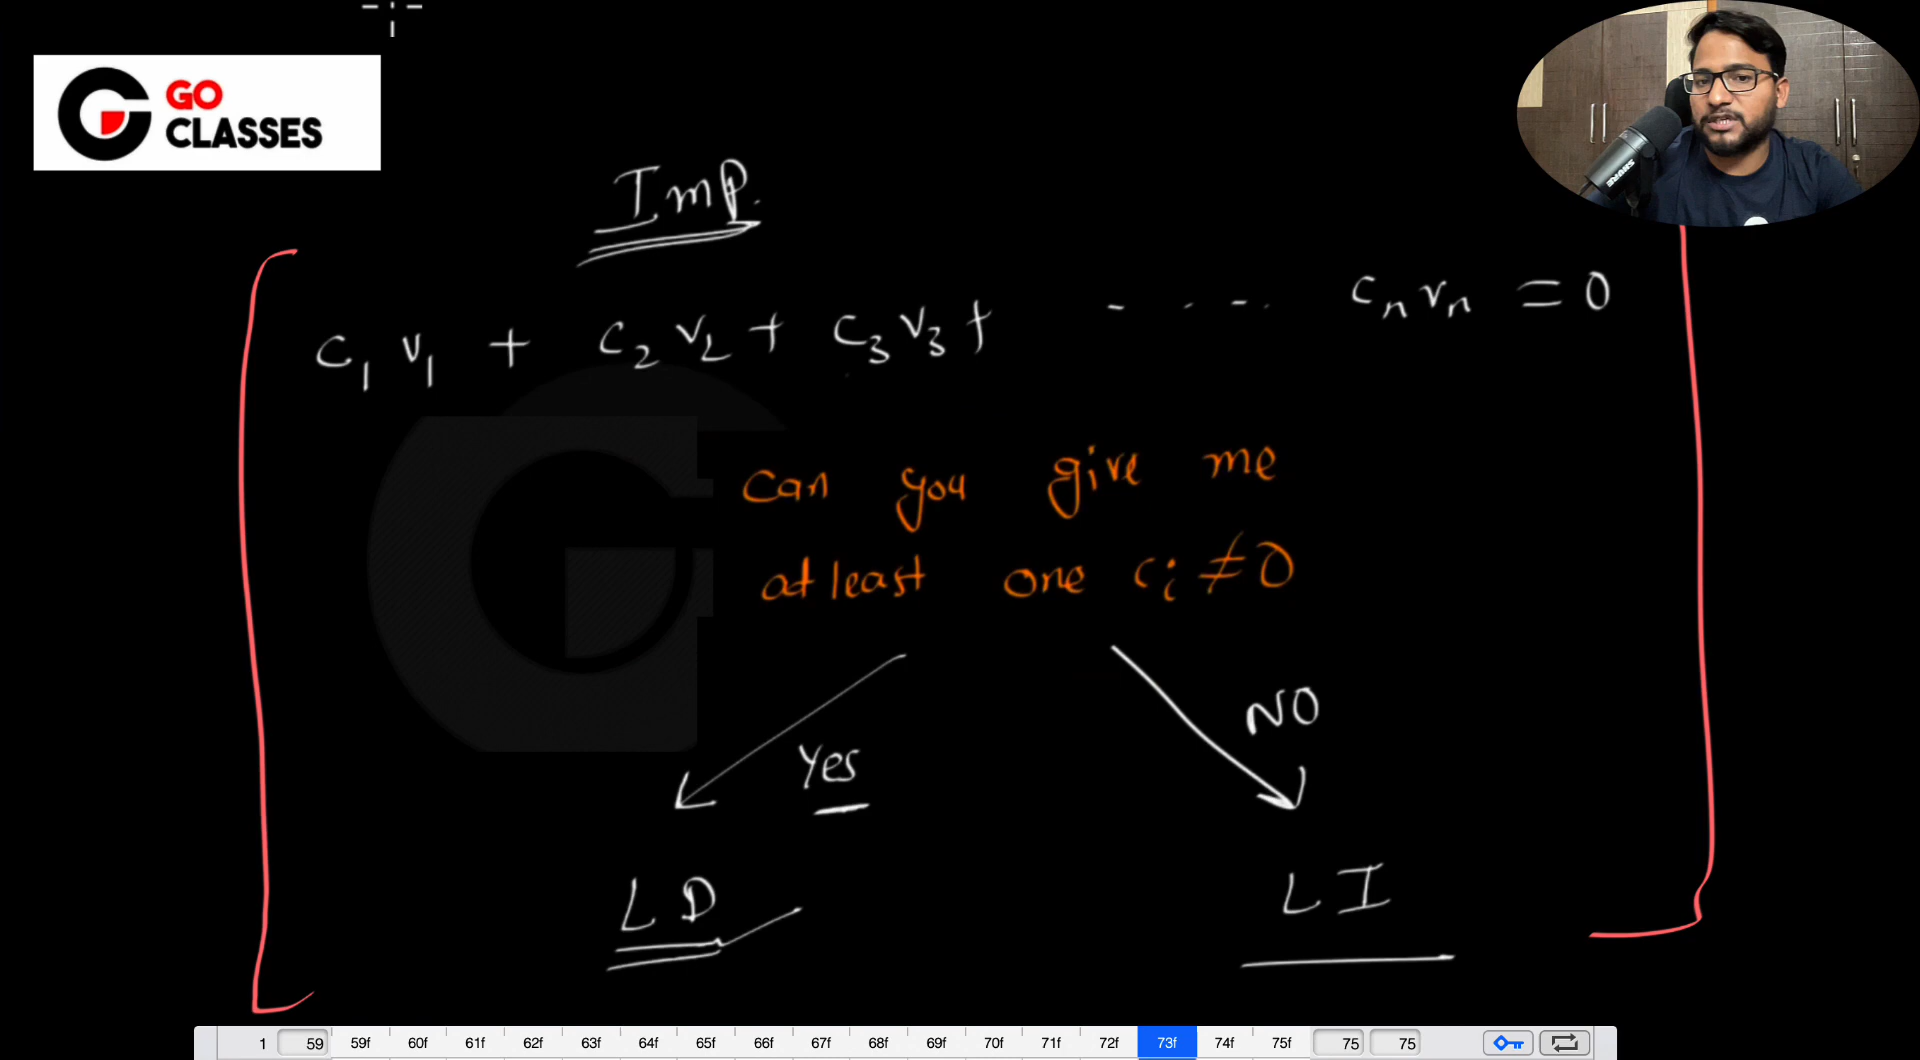 GO
CLASSES
SHURE
Imp.
c₁ v₁ + c₂ v₂ + c₃ v₃ + - · - · · cₙ vₙ = 0
can you give me
atleast one cᵢ ≠ 0
Yes
NO
LD
LI
1 59 59f 60f 61f 62f 63f 64f 65f 66f 67f 68f 69f 70f 71f 72f 73f 74f 75f 75 75